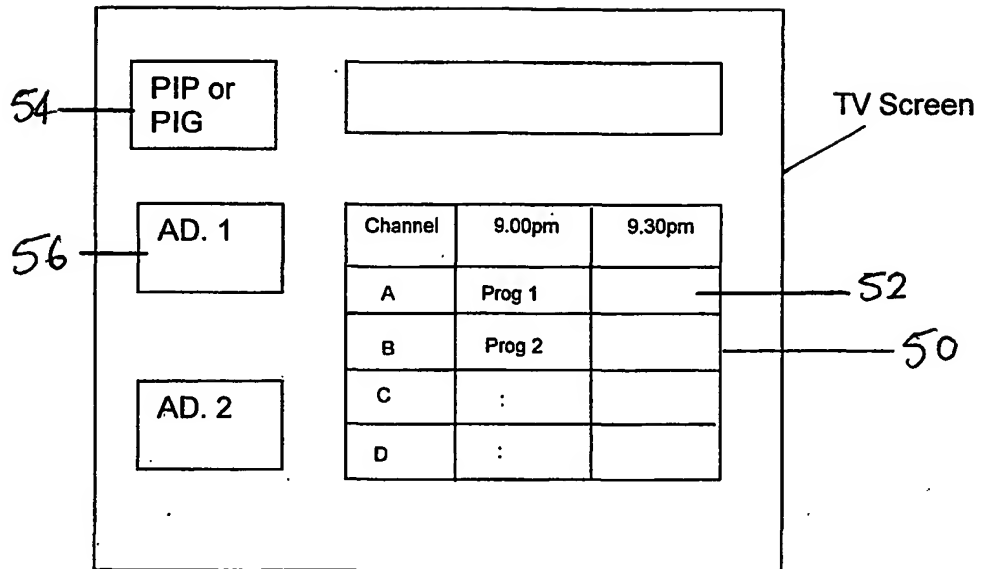 54
PIP or
PIG
TV Screen
56
AD. 1
Channel 9.00pm 9.30pm
A Prog 1
52
B Prog 2
50
C :
AD. 2
D :